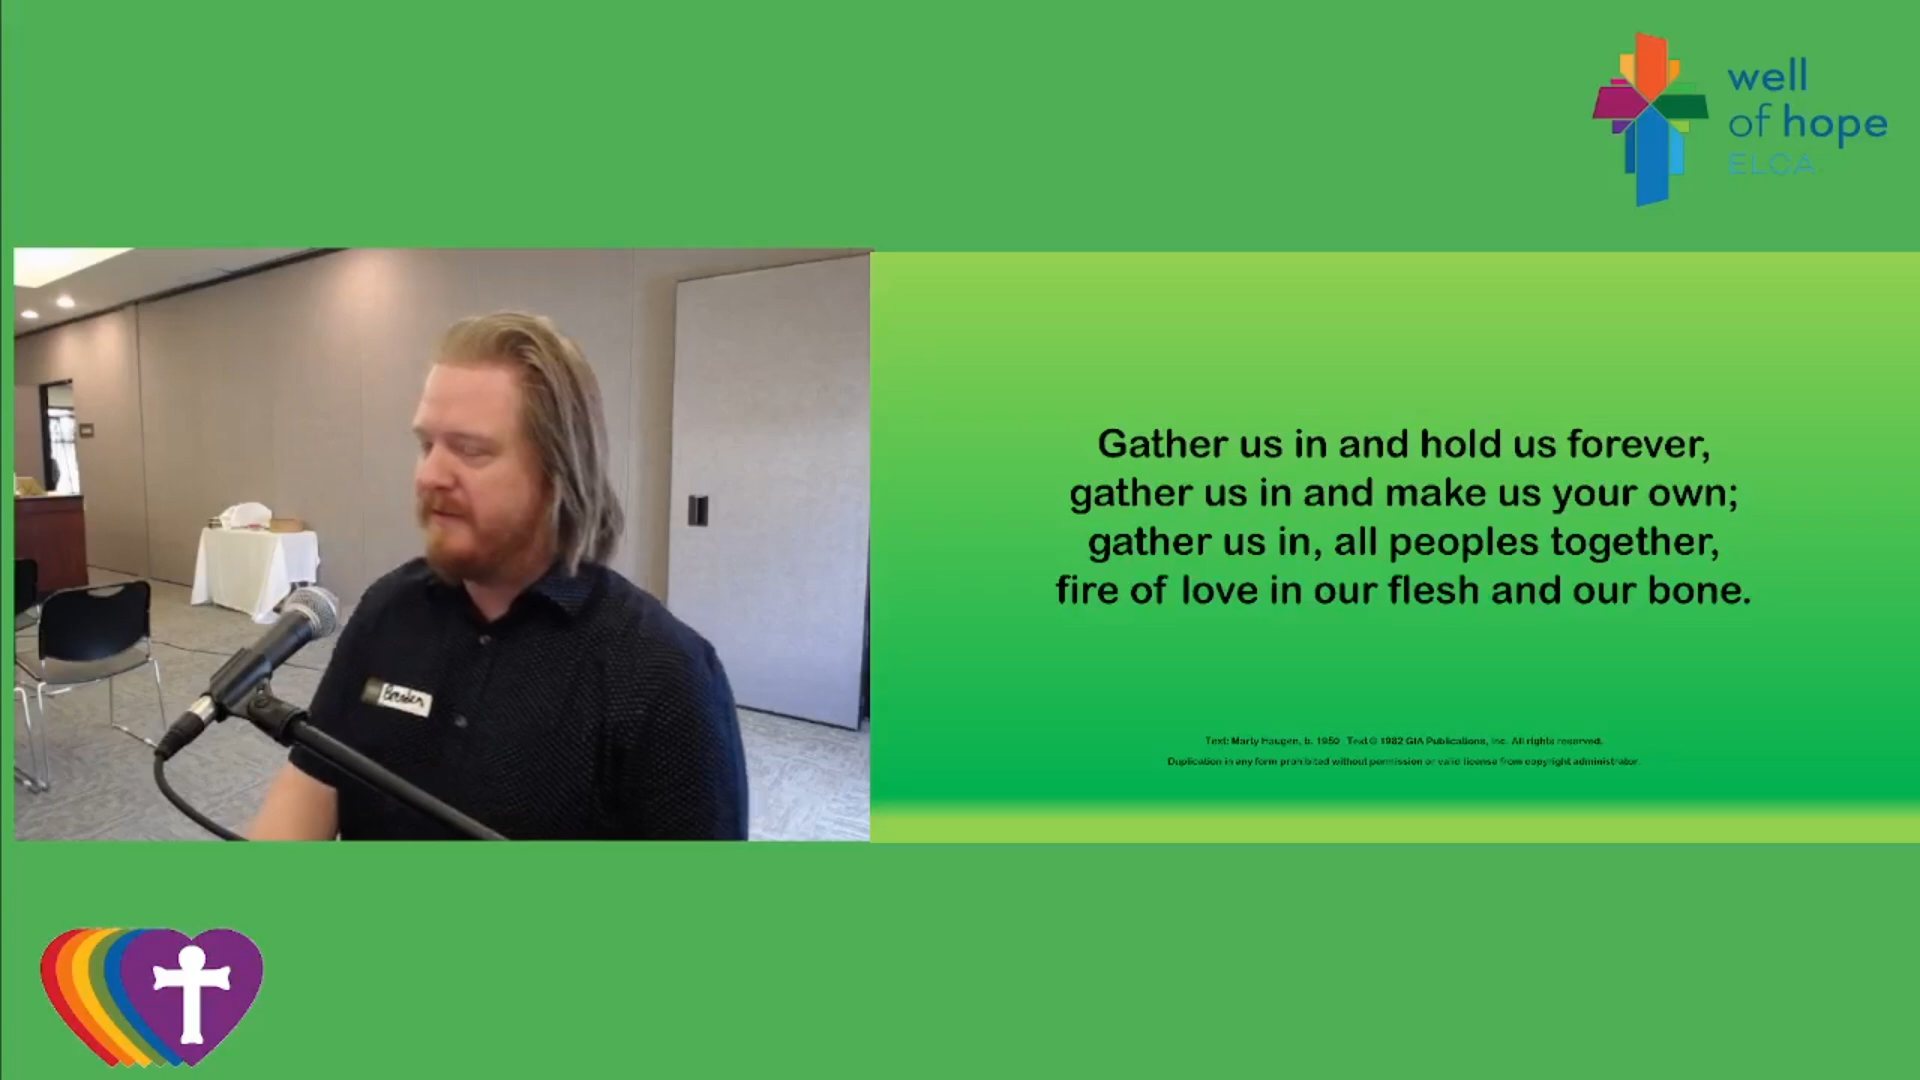 well
of hope
ELCA
Gather us in and hold us forever,
gather us in and make us your own;
gather us in, all peoples together,
fire of love in our flesh and our bone.
Text: Marty Haugen, b. 1950 Text © 1982 GIA Publications, Inc. All rights reserved.
Duplication in any form prohibited without permission or valid license from copyright administrator.